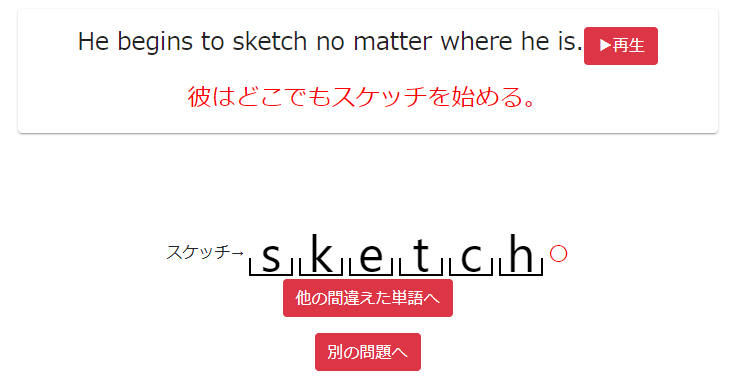 He begins to sketch no matter where he is. ▶再生
彼はどこでもスケッチを始める。
スケッチ→ s k e t c h ○
他の間違えた単語へ
別の問題へ